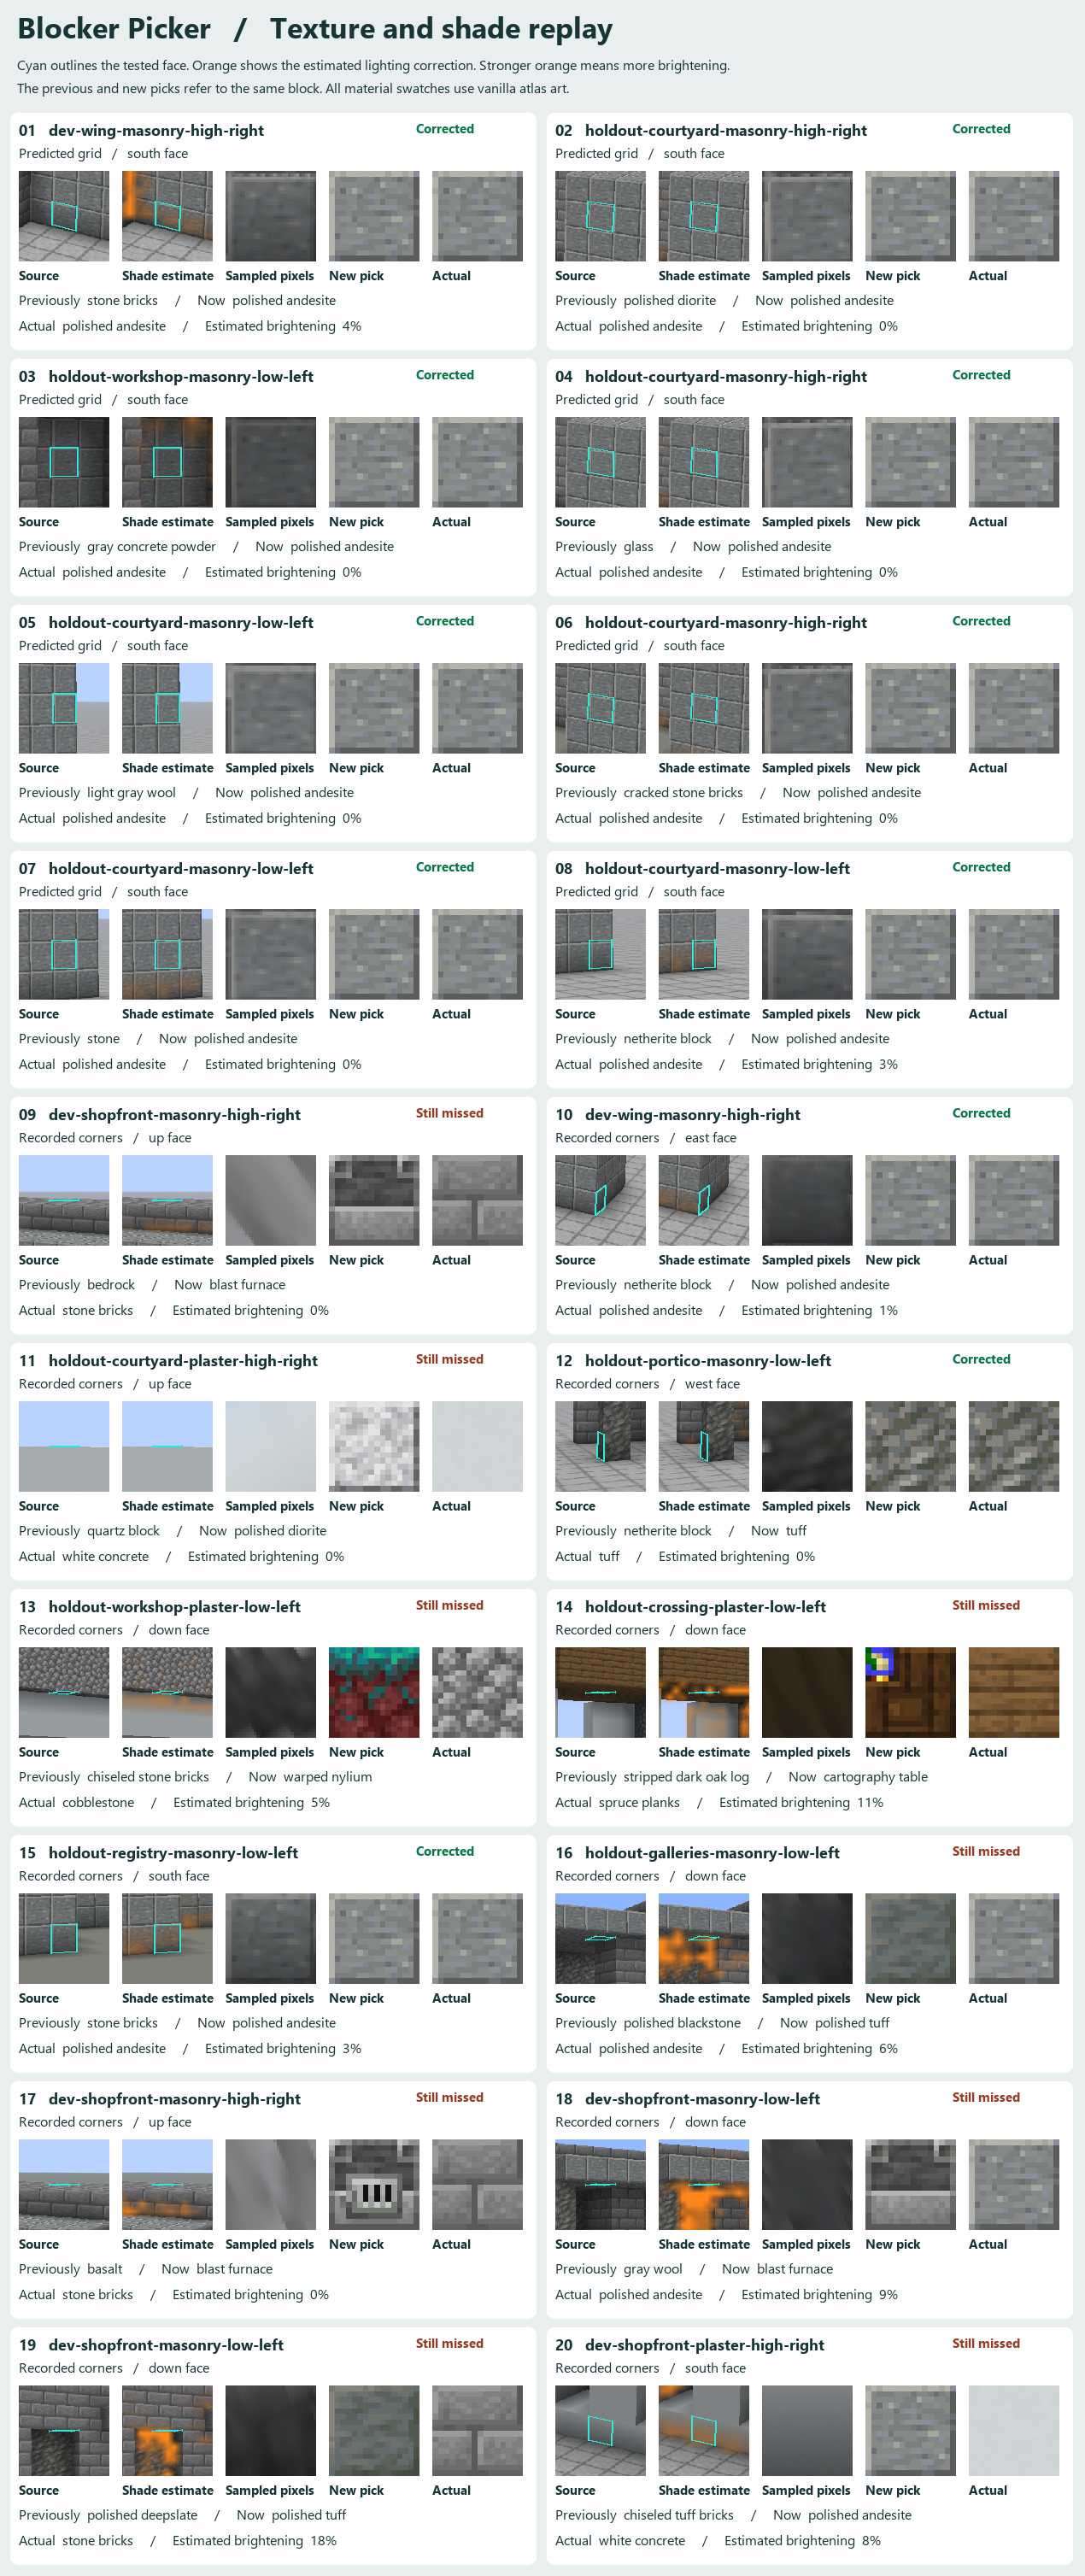 Blocker Picker / Texture and shade replay
Cyan outlines the tested face. Orange shows the estimated lighting correction. Stronger orange means more brightening.
The previous and new picks refer to the same block. All material swatches use vanilla atlas art.
01 dev-wing-masonry-high-right Corrected
Predicted grid / south face
Source Shade estimate Sampled pixels New pick Actual
Previously stone bricks / Now polished andesite
Actual polished andesite / Estimated brightening 4%
02 holdout-courtyard-masonry-high-right Corrected
Predicted grid / south face
Source Shade estimate Sampled pixels New pick Actual
Previously polished diorite / Now polished andesite
Actual polished andesite / Estimated brightening 0%
03 holdout-workshop-masonry-low-left Corrected
Predicted grid / south face
Source Shade estimate Sampled pixels New pick Actual
Previously gray concrete powder / Now polished andesite
Actual polished andesite / Estimated brightening 0%
04 holdout-courtyard-masonry-high-right Corrected
Predicted grid / south face
Source Shade estimate Sampled pixels New pick Actual
Previously glass / Now polished andesite
Actual polished andesite / Estimated brightening 0%
05 holdout-courtyard-masonry-low-left Corrected
Predicted grid / south face
Source Shade estimate Sampled pixels New pick Actual
Previously light gray wool / Now polished andesite
Actual polished andesite / Estimated brightening 0%
06 holdout-courtyard-masonry-high-right Corrected
Predicted grid / south face
Source Shade estimate Sampled pixels New pick Actual
Previously cracked stone bricks / Now polished andesite
Actual polished andesite / Estimated brightening 0%
07 holdout-courtyard-masonry-low-left Corrected
Predicted grid / south face
Source Shade estimate Sampled pixels New pick Actual
Previously stone / Now polished andesite
Actual polished andesite / Estimated brightening 0%
08 holdout-courtyard-masonry-low-left Corrected
Predicted grid / south face
Source Shade estimate Sampled pixels New pick Actual
Previously netherite block / Now polished andesite
Actual polished andesite / Estimated brightening 3%
09 dev-shopfront-masonry-high-right Still missed
Recorded corners / up face
Source Shade estimate Sampled pixels New pick Actual
Previously bedrock / Now blast furnace
Actual stone bricks / Estimated brightening 0%
10 dev-wing-masonry-high-right Corrected
Recorded corners / east face
Source Shade estimate Sampled pixels New pick Actual
Previously netherite block / Now polished andesite
Actual polished andesite / Estimated brightening 1%
11 holdout-courtyard-plaster-high-right Still missed
Recorded corners / up face
Source Shade estimate Sampled pixels New pick Actual
Previously quartz block / Now polished diorite
Actual white concrete / Estimated brightening 0%
12 holdout-portico-masonry-low-left Corrected
Recorded corners / west face
Source Shade estimate Sampled pixels New pick Actual
Previously netherite block / Now tuff
Actual tuff / Estimated brightening 0%
13 holdout-workshop-plaster-low-left Still missed
Recorded corners / down face
Source Shade estimate Sampled pixels New pick Actual
Previously chiseled stone bricks / Now warped nylium
Actual cobblestone / Estimated brightening 5%
14 holdout-crossing-plaster-low-left Still missed
Recorded corners / down face
Source Shade estimate Sampled pixels New pick Actual
Previously stripped dark oak log / Now cartography table
Actual spruce planks / Estimated brightening 11%
15 holdout-registry-masonry-low-left Corrected
Recorded corners / south face
Source Shade estimate Sampled pixels New pick Actual
Previously stone bricks / Now polished andesite
Actual polished andesite / Estimated brightening 3%
16 holdout-galleries-masonry-low-left Still missed
Recorded corners / down face
Source Shade estimate Sampled pixels New pick Actual
Previously polished blackstone / Now polished tuff
Actual polished andesite / Estimated brightening 6%
17 dev-shopfront-masonry-high-right Still missed
Recorded corners / up face
Source Shade estimate Sampled pixels New pick Actual
Previously basalt / Now blast furnace
Actual stone bricks / Estimated brightening 0%
18 dev-shopfront-masonry-low-left Still missed
Recorded corners / down face
Source Shade estimate Sampled pixels New pick Actual
Previously gray wool / Now blast furnace
Actual polished andesite / Estimated brightening 9%
19 dev-shopfront-masonry-low-left Still missed
Recorded corners / down face
Source Shade estimate Sampled pixels New pick Actual
Previously polished deepslate / Now polished tuff
Actual stone bricks / Estimated brightening 18%
20 dev-shopfront-plaster-high-right Still missed
Recorded corners / south face
Source Shade estimate Sampled pixels New pick Actual
Previously chiseled tuff bricks / Now polished andesite
Actual white concrete / Estimated brightening 8%